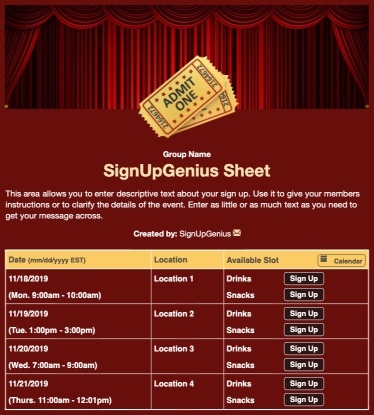 ADMIT
ONE
Group Name
SignUpGenius Sheet
This area allows you to enter descriptive text about your sign up. Use it to give your members
instructions or to clarify the details of the event. Enter as little or as much text as you need to
get your message across.
Created by: SignUpGenius
Date (mm/dd/yyyy EST) Location Available Slot Calendar
11/18/2019 Location 1 Drinks Sign Up
(Mon. 9:00am - 10:00am) Snacks Sign Up
11/19/2019 Location 2 Drinks Sign Up
(Tue. 1:00pm - 3:00pm) Snacks Sign Up
11/20/2019 Location 3 Drinks Sign Up
(Wed. 7:00am - 9:00am) Snacks Sign Up
11/21/2019 Location 4 Drinks Sign Up
(Thurs. 11:00am - 12:01pm) Snacks Sign Up